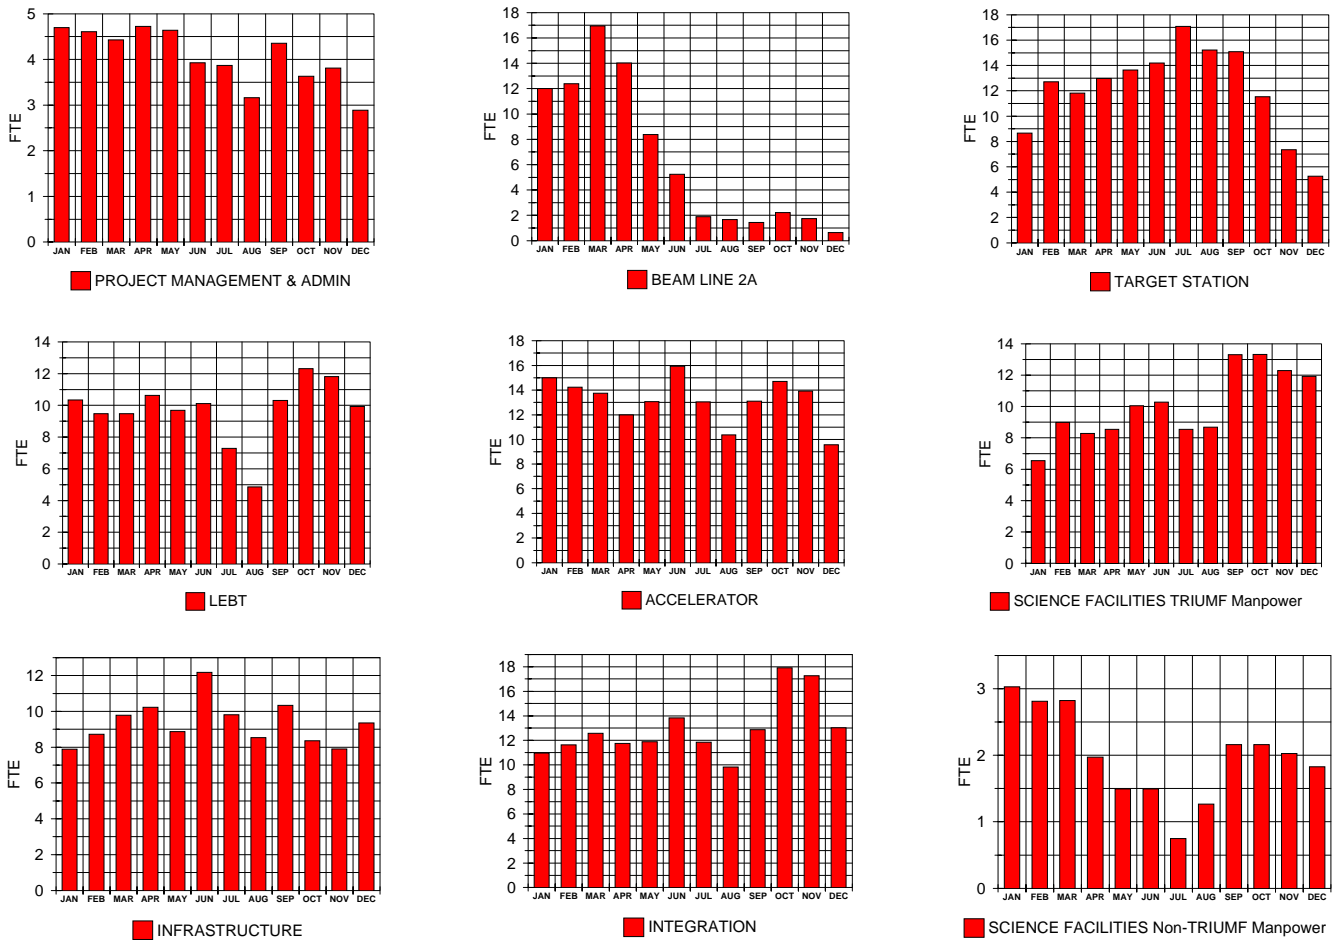 5
4
3
2
1
0
FTE
JAN FEB MAR APR MAY JUN JUL AUG SEP OCT NOV DEC
PROJECT MANAGEMENT & ADMIN
18
16
14
12
10
8
6
4
2
0
FTE
JAN FEB MAR APR MAY JUN JUL AUG SEP OCT NOV DEC
BEAM LINE 2A
18
16
14
12
10
8
6
4
2
0
FTE
JAN FEB MAR APR MAY JUN JUL AUG SEP OCT NOV DEC
TARGET STATION
14
12
10
8
6
4
2
0
FTE
JAN FEB MAR APR MAY JUN JUL AUG SEP OCT NOV DEC
LEBT
18
16
14
12
10
8
6
4
2
0
FTE
JAN FEB MAR APR MAY JUN JUL AUG SEP OCT NOV DEC
ACCELERATOR
14
12
10
8
6
4
2
0
FTE
JAN FEB MAR APR MAY JUN JUL AUG SEP OCT NOV DEC
SCIENCE FACILITIES TRIUMF Manpower
12
10
8
6
4
2
0
FTE
JAN FEB MAR APR MAY JUN JUL AUG SEP OCT NOV DEC
INFRASTRUCTURE
18
16
14
12
10
8
6
4
2
0
FTE
JAN FEB MAR APR MAY JUN JUL AUG SEP OCT NOV DEC
INTEGRATION
3
2
1
0
FTE
JAN FEB MAR APR MAY JUN JUL AUG SEP OCT NOV DEC
SCIENCE FACILITIES Non-TRIUMF Manpower